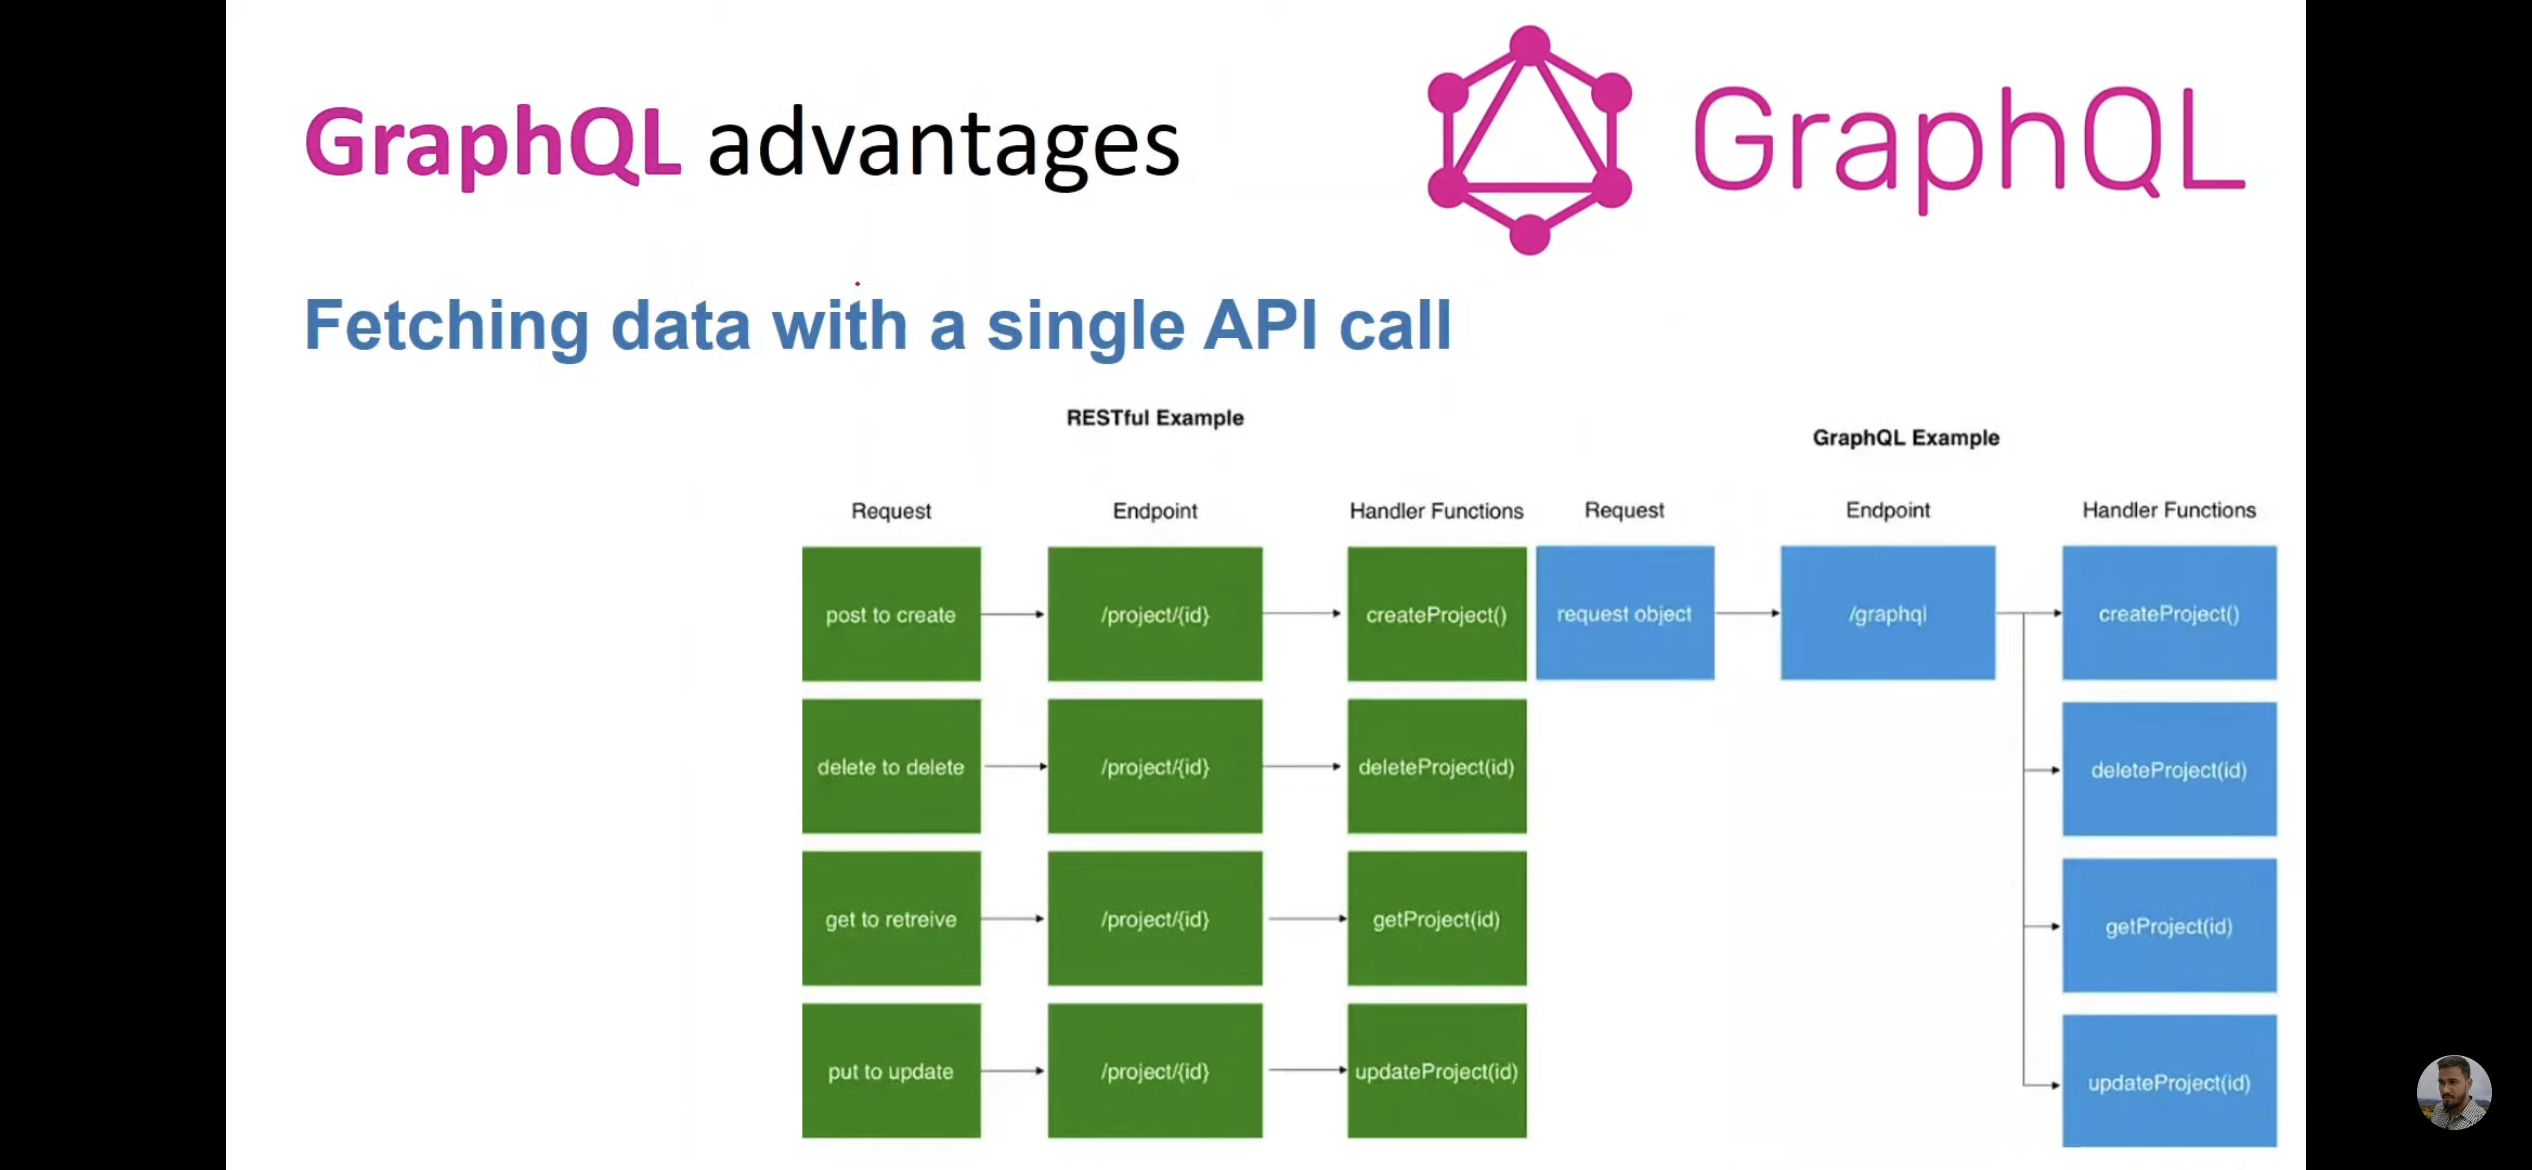 GraphQL advantages
GraphQL
Fetching data with a single API call
RESTful Example
Request
Endpoint
Handler Functions
post to create
/project/{id}
createProject()
delete to delete
/project/{id}
deleteProject(id)
get to retreive
/project/{id}
getProject(id)
put to update
/project/{id}
updateProject(id)
GraphQL Example
Request
Endpoint
Handler Functions
request object
/graphql
createProject()
deleteProject(id)
getProject(id)
updateProject(id)